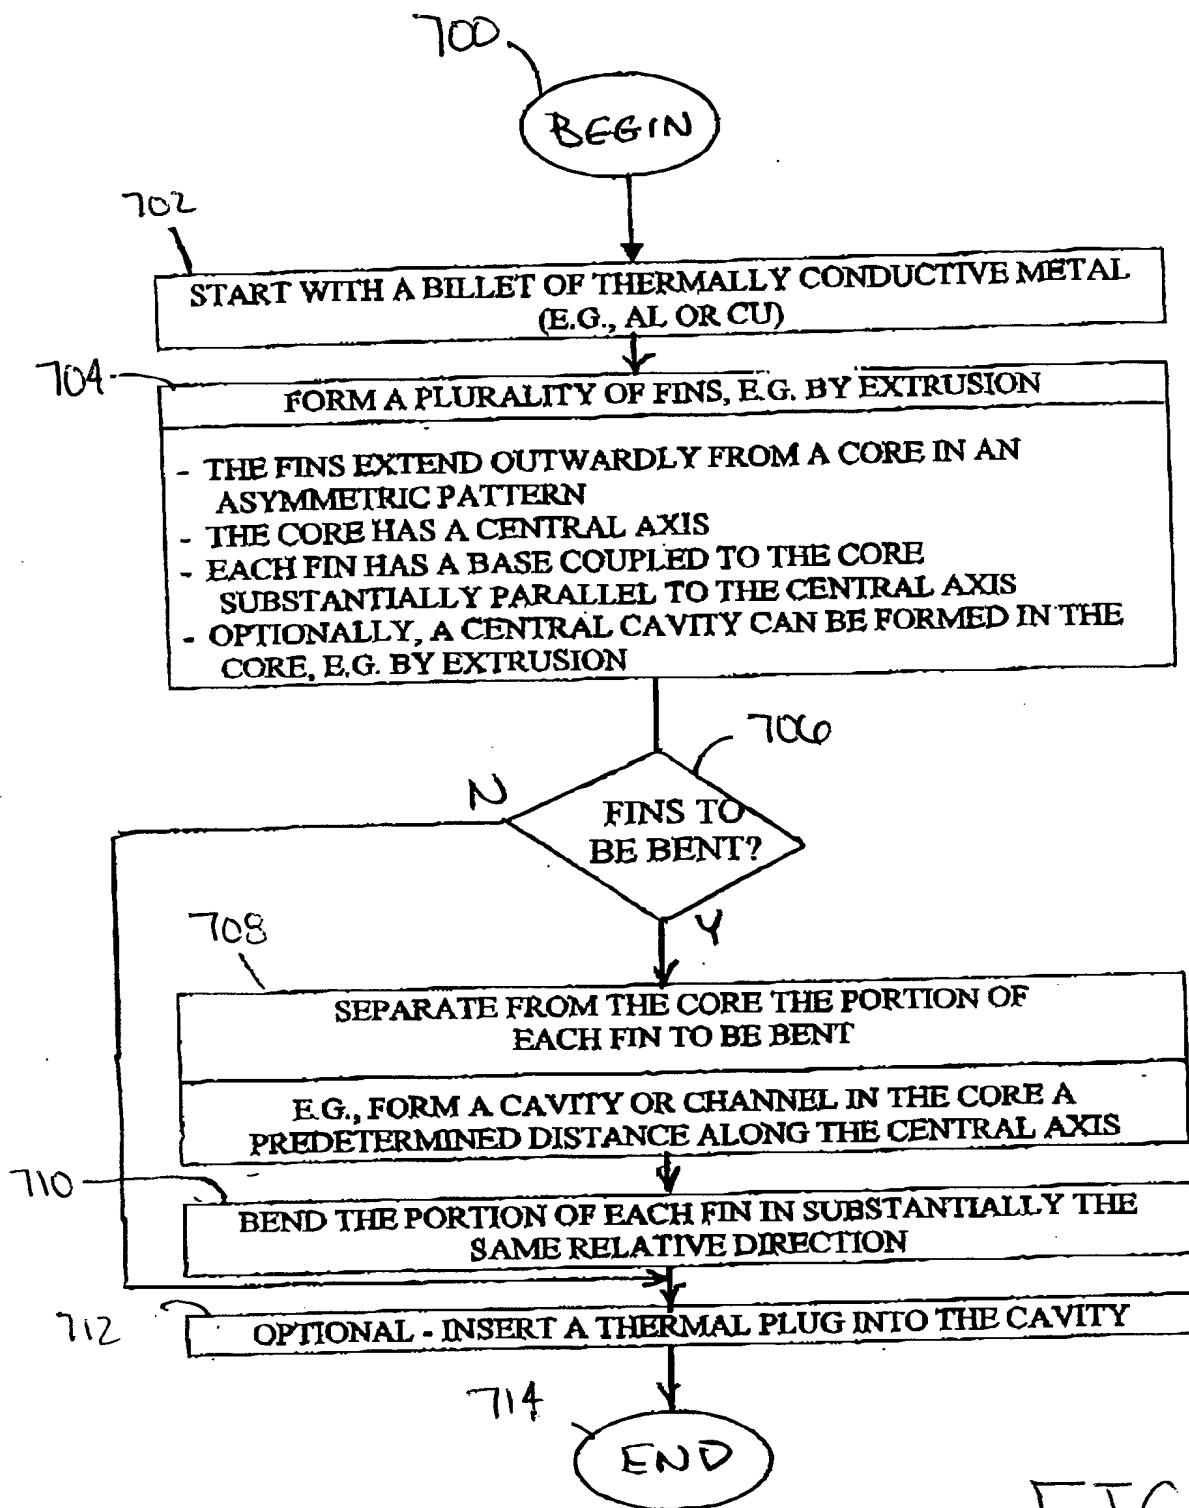 700
BEGIN
702
START WITH A BILLET OF THERMALLY CONDUCTIVE METAL
(E.G., AL OR CU)
704
FORM A PLURALITY OF FINS, E.G. BY EXTRUSION
- THE FINS EXTEND OUTWARDLY FROM A CORE IN AN
ASYMMETRIC PATTERN
- THE CORE HAS A CENTRAL AXIS
- EACH FIN HAS A BASE COUPLED TO THE CORE
SUBSTANTIALLY PARALLEL TO THE CENTRAL AXIS
- OPTIONALLY, A CENTRAL CAVITY CAN BE FORMED IN THE
CORE, E.G. BY EXTRUSION
706
N
FINS TO
BE BENT?
Y
708
SEPARATE FROM THE CORE THE PORTION OF
EACH FIN TO BE BENT
E.G., FORM A CAVITY OR CHANNEL IN THE CORE A
PREDETERMINED DISTANCE ALONG THE CENTRAL AXIS
710
BEND THE PORTION OF EACH FIN IN SUBSTANTIALLY THE
SAME RELATIVE DIRECTION
712
OPTIONAL - INSERT A THERMAL PLUG INTO THE CAVITY
714
END